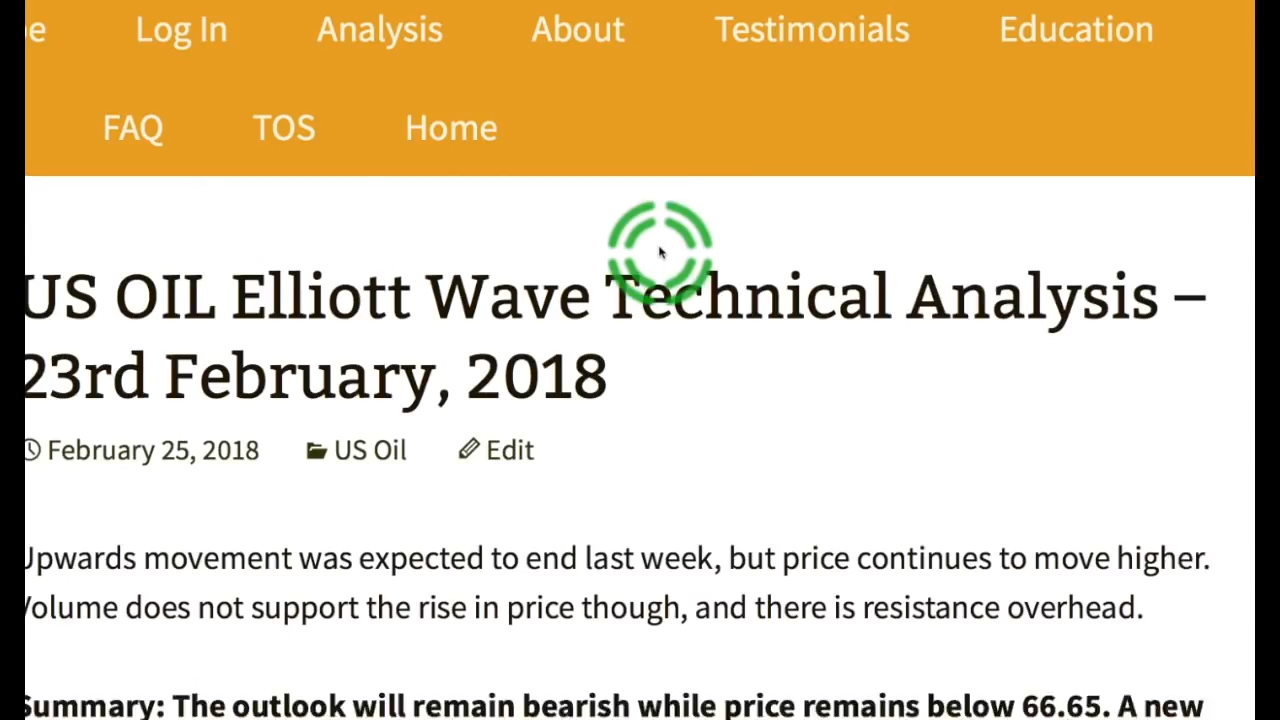 Log In Analysis About Testimonials Education
FAQ TOS Home
US OIL Elliott Wave Technical Analysis –
23rd February, 2018
February 25, 2018 US Oil Edit
Upwards movement was expected to end last week, but price continues to move higher.
Volume does not support the rise in price though, and there is resistance overhead.
Summary: The outlook will remain bearish while price remains below 66.65. A new